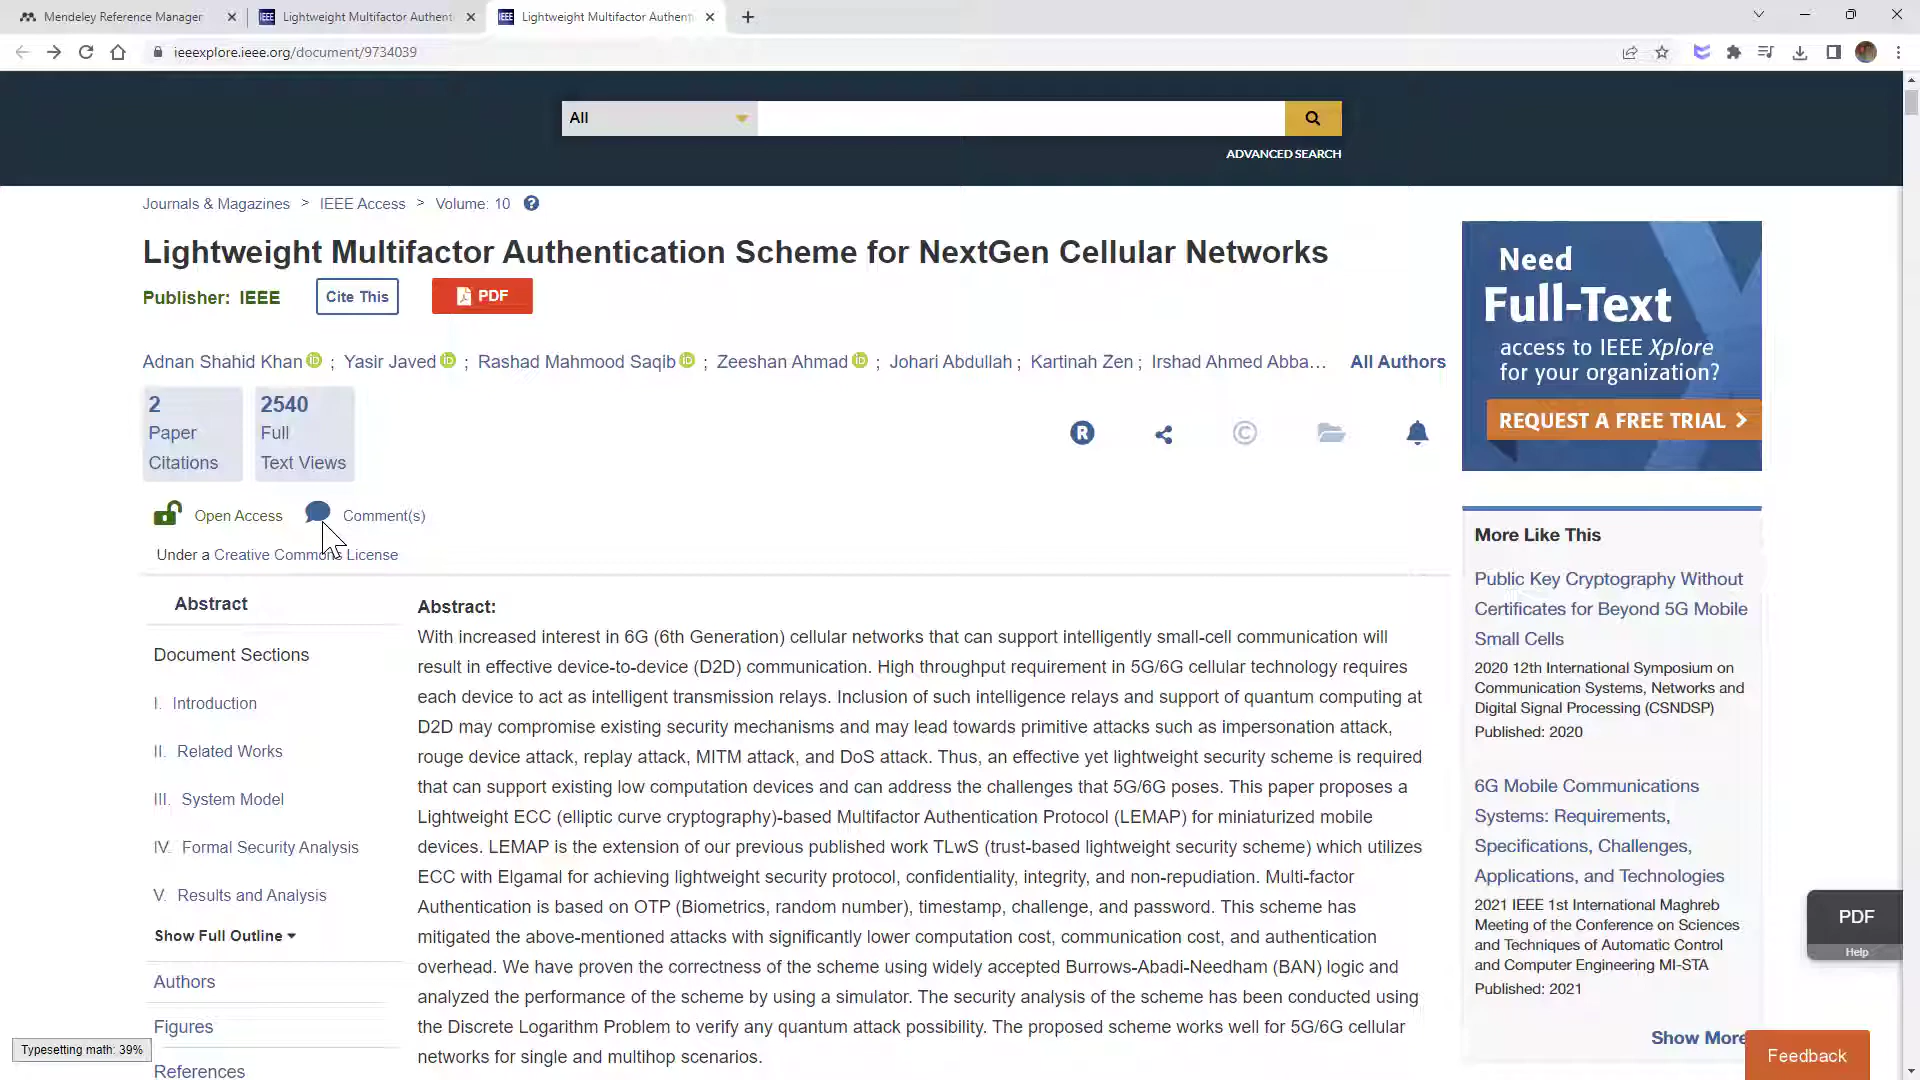 Mendeley Reference Manager
Lightweight Multifactor Authent
Lightweight Multifactor Authent
ieeexplore.ieee.org/document/9734039
All
ADVANCED SEARCH
Journals & Magazines > IEEE Access > Volume: 10 ?
Lightweight Multifactor Authentication Scheme for NextGen Cellular Networks
Publisher: IEEE Cite This PDF
Adnan Shahid Khan iD ; Yasir Javed iD ; Rashad Mahmood Saqib iD ; Zeeshan Ahmad iD ; Johari Abdullah ; Kartinah Zen ; Irshad Ahmed Abba... All Authors
2
Paper
Citations
2540
Full
Text Views
R
©
Open Access
Comment(s)
Under a Creative Commons License
Abstract
Document Sections
I. Introduction
II. Related Works
III. System Model
IV. Formal Security Analysis
V. Results and Analysis
Show Full Outline
Authors
Figures
References
Abstract:
With increased interest in 6G (6th Generation) cellular networks that can support intelligently small-cell communication will
result in effective device-to-device (D2D) communication. High throughput requirement in 5G/6G cellular technology requires
each device to act as intelligent transmission relays. Inclusion of such intelligence relays and support of quantum computing at
D2D may compromise existing security mechanisms and may lead towards primitive attacks such as impersonation attack,
rouge device attack, replay attack, MITM attack, and DoS attack. Thus, an effective yet lightweight security scheme is required
that can support existing low computation devices and can address the challenges that 5G/6G poses. This paper proposes a
Lightweight ECC (elliptic curve cryptography)-based Multifactor Authentication Protocol (LEMAP) for miniaturized mobile
devices. LEMAP is the extension of our previous published work TLwS (trust-based lightweight security scheme) which utilizes
ECC with Elgamal for achieving lightweight security protocol, confidentiality, integrity, and non-repudiation. Multi-factor
Authentication is based on OTP (Biometrics, random number), timestamp, challenge, and password. This scheme has
mitigated the above-mentioned attacks with significantly lower computation cost, communication cost, and authentication
overhead. We have proven the correctness of the scheme using widely accepted Burrows-Abadi-Needham (BAN) logic and
analyzed the performance of the scheme by using a simulator. The security analysis of the scheme has been conducted using
the Discrete Logarithm Problem to verify any quantum attack possibility. The proposed scheme works well for 5G/6G cellular
networks for single and multihop scenarios.
Need
Full-Text
access to IEEE Xplore
for your organization?
REQUEST A FREE TRIAL >
More Like This
Public Key Cryptography Without
Certificates for Beyond 5G Mobile
Small Cells
2020 12th International Symposium on
Communication Systems, Networks and
Digital Signal Processing (CSNDSP)
Published: 2020
6G Mobile Communications
Systems: Requirements,
Specifications, Challenges,
Applications, and Technologies
2021 IEEE 1st International Maghreb
Meeting of the Conference on Sciences
and Techniques of Automatic Control
and Computer Engineering MI-STA
Published: 2021
Show More
PDF
Help
Feedback
Typesetting math: 39%